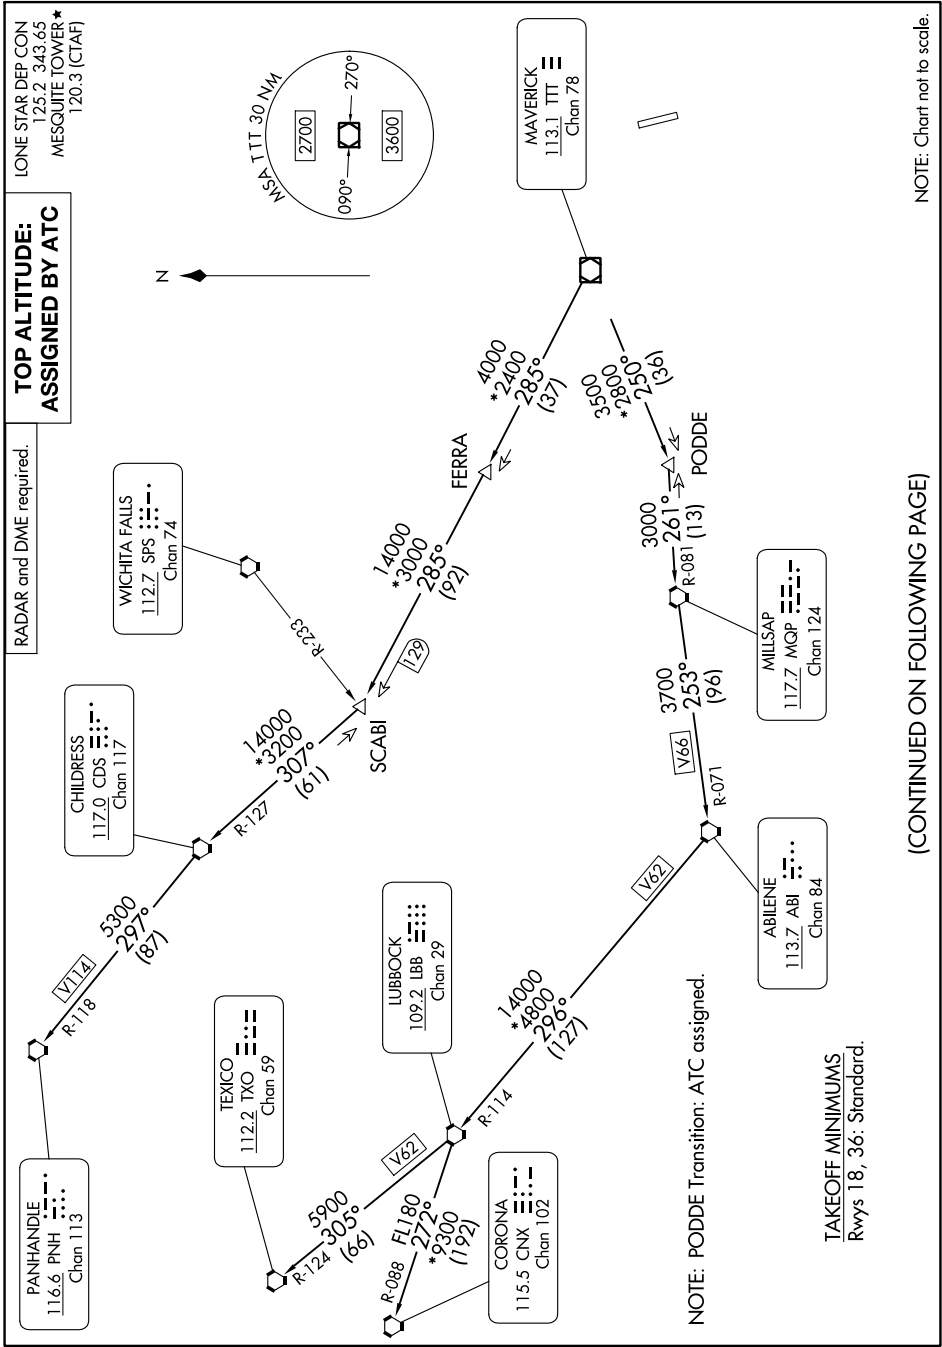 LONE STAR DEP CON
125.2 343.65
MESQUITE TOWER★
120.3 (CTAF)
TOP ALTITUDE:
ASSIGNED BY ATC
RADAR and DME required.
MSA TTT 30 NM
2700
3600
090°
270°
N
MAVERICK
113.1 TTT
Chan 78
4000
*2400
285°
(37)
FERRA
3500
*2800
250°
(36)
PODDE
3000
261°
(13)
R-081
MILLSAP
117.7 MQP
Chan 124
3700
253°
(96)
V66
R-071
ABILENE
113.7 ABI
Chan 84
14000
*3000
285°
(92)
129
SCABI
WICHITA FALLS
112.7 SPS
Chan 74
R-233
14000
*3200
307°
(61)
R-127
CHILDRESS
117.0 CDS
Chan 117
5300
297°
(87)
V114
R-118
PANHANDLE
116.6 PNH
Chan 113
V62
14000
*4800
296°
(127)
R-114
LUBBOCK
109.2 LBB
Chan 29
V62
5900
305°
(66)
R-124
TEXICO
112.2 TXO
Chan 59
FL180
272°
*9300
(192)
R-088
CORONA
115.5 CNX
Chan 102
NOTE: PODDE Transition: ATC assigned.
TAKEOFF MINIMUMS
Rwys 18, 36: Standard.
NOTE: Chart not to scale.
(CONTINUED ON FOLLOWING PAGE)